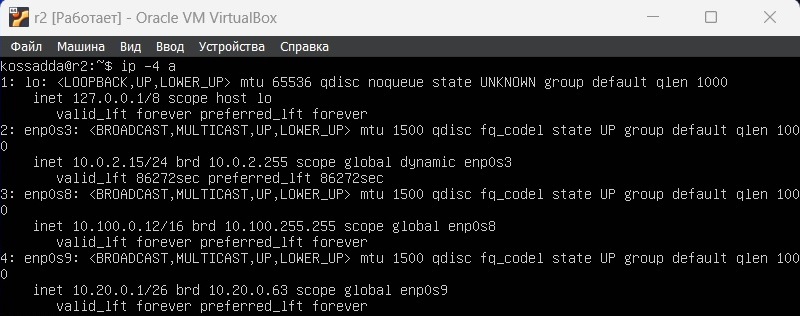 r2 [Работает] - Oracle VM VirtualBox
Файл Машина Вид Ввод Устройства Справка
kossadda@r2:~$ ip -4 a
1: lo: <LOOPBACK,UP,LOWER_UP> mtu 65536 qdisc noqueue state UNKNOWN group default qlen 1000
    inet 127.0.0.1/8 scope host lo
       valid_lft forever preferred_lft forever
2: enp0s3: <BROADCAST,MULTICAST,UP,LOWER_UP> mtu 1500 qdisc fq_codel state UP group default qlen 100
0
    inet 10.0.2.15/24 brd 10.0.2.255 scope global dynamic enp0s3
       valid_lft 86272sec preferred_lft 86272sec
3: enp0s8: <BROADCAST,MULTICAST,UP,LOWER_UP> mtu 1500 qdisc fq_codel state UP group default qlen 100
0
    inet 10.100.0.12/16 brd 10.100.255.255 scope global enp0s8
       valid_lft forever preferred_lft forever
4: enp0s9: <BROADCAST,MULTICAST,UP,LOWER_UP> mtu 1500 qdisc fq_codel state UP group default qlen 100
0
    inet 10.20.0.1/26 brd 10.20.0.63 scope global enp0s9
       valid_lft forever preferred_lft forever